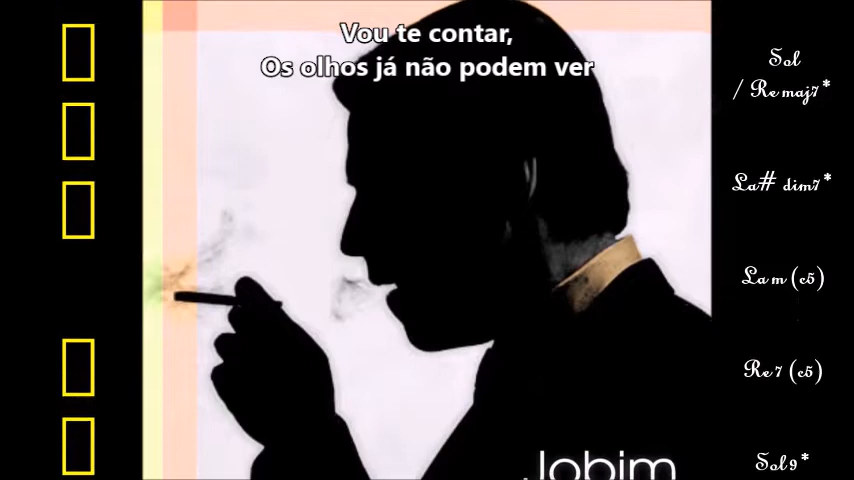 Vou te contar,
Os olhos já não podem ver
Sol
/ Re maj7*
La# dim7*
La m (c5)
Re 7 (c5)
Sol 9*
Jobim